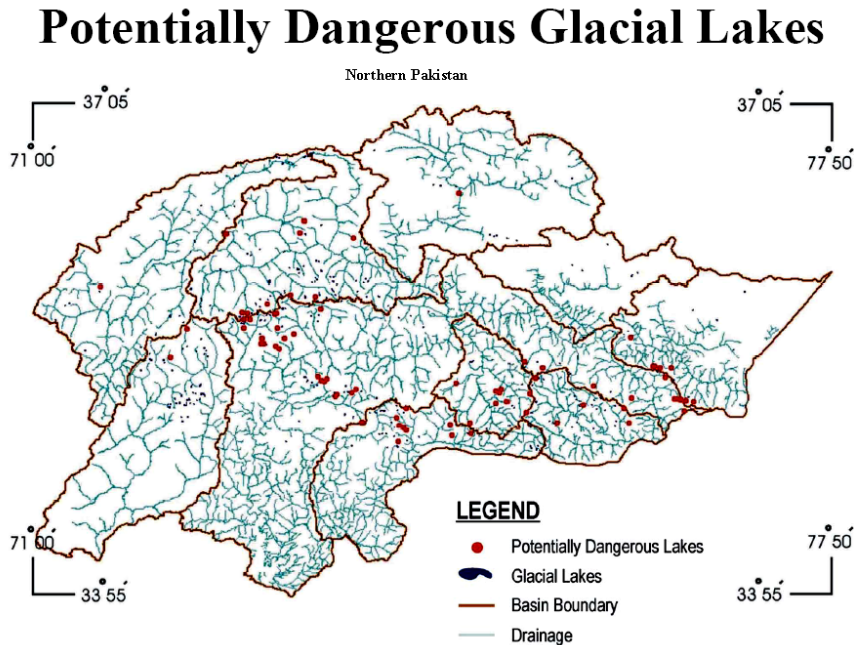 Potentially Dangerous Glacial Lakes
Northern Pakistan
37° 05´
37° 05´
71° 00´
77° 50´
71° 00´
77° 50´
33° 55´
33° 55´
LEGEND
Potentially Dangerous Lakes
Glacial Lakes
Basin Boundary
Drainage